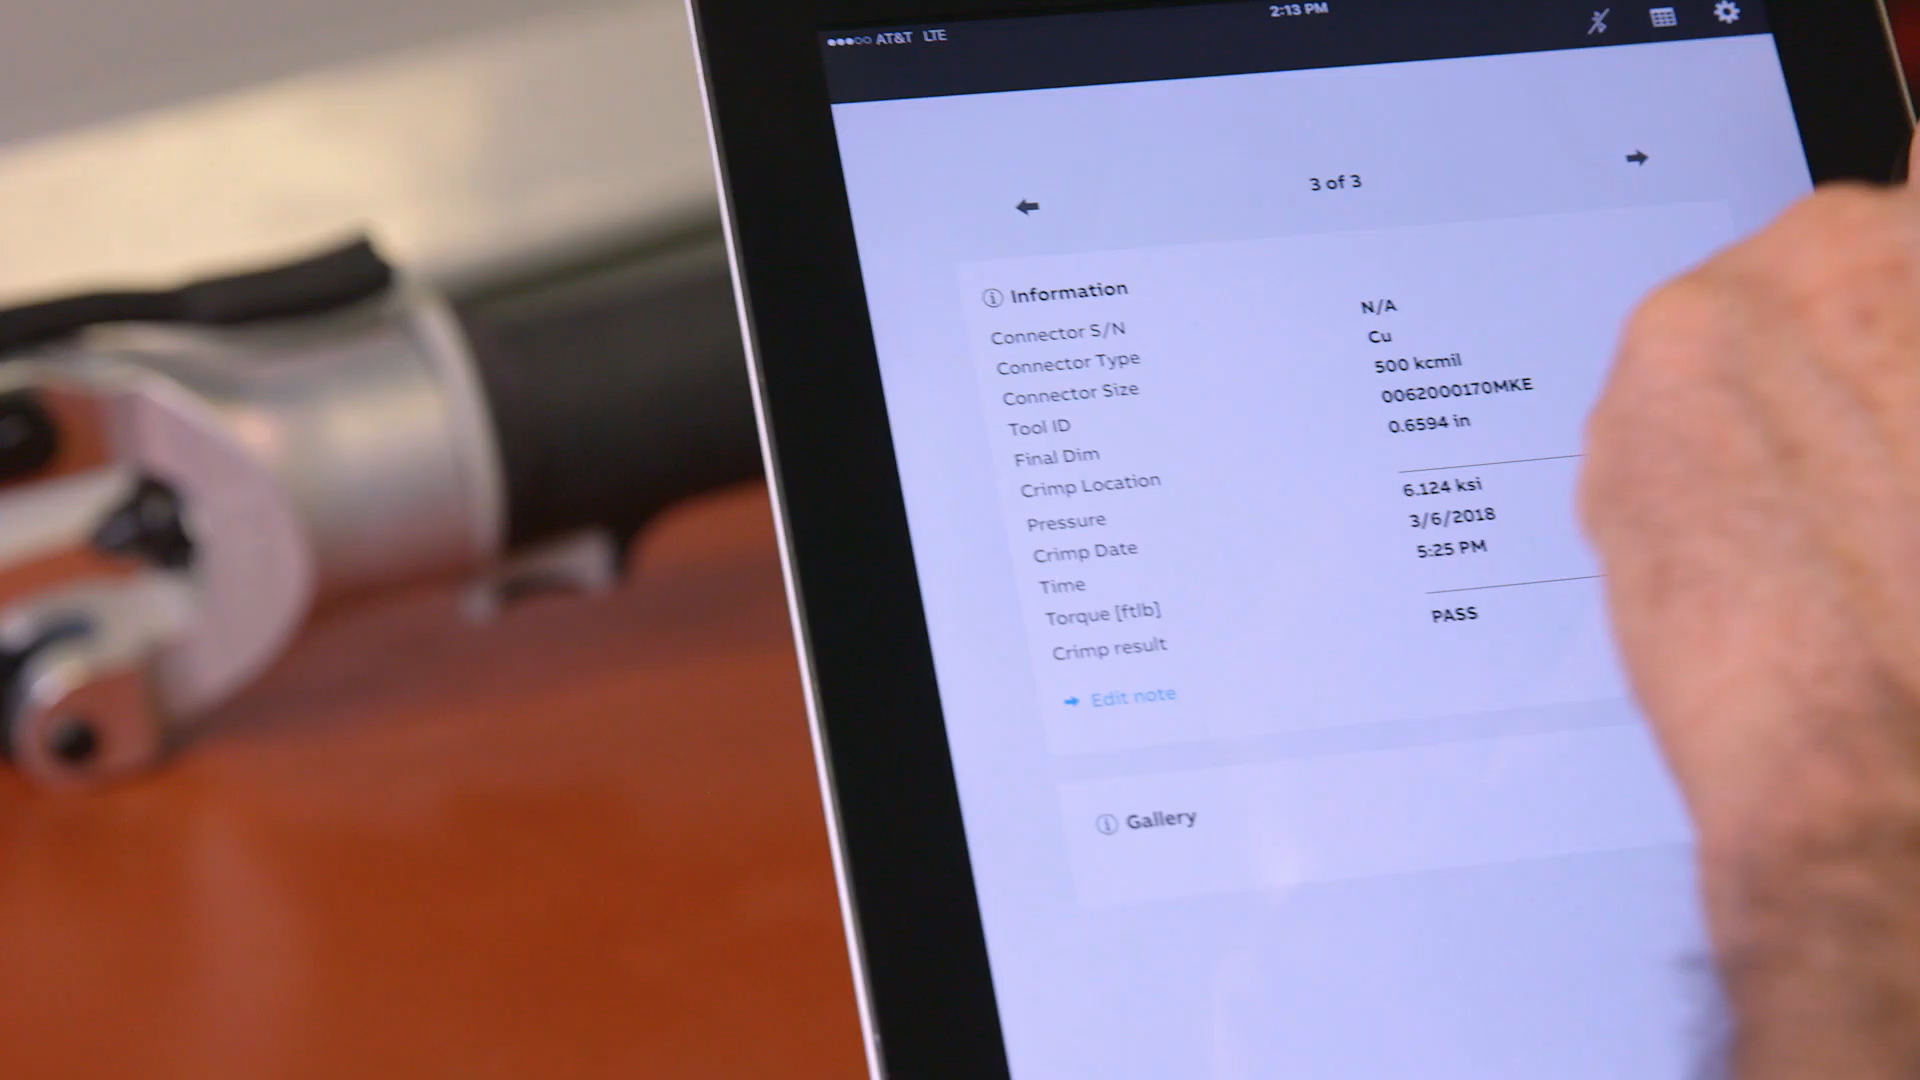 ●●●○○ AT&T LTE 2:13 PM
3 of 3
Information
Connector S/N N/A
Connector Type Cu
Connector Size 500 kcmil
Tool ID 0062000170MKE
Final Dim 0.6594 in
Crimp Location
Pressure 6.124 ksi
Crimp Date 3/6/2018
Time 5:25 PM
Torque [ftlb]
Crimp result PASS
Edit note
Gallery